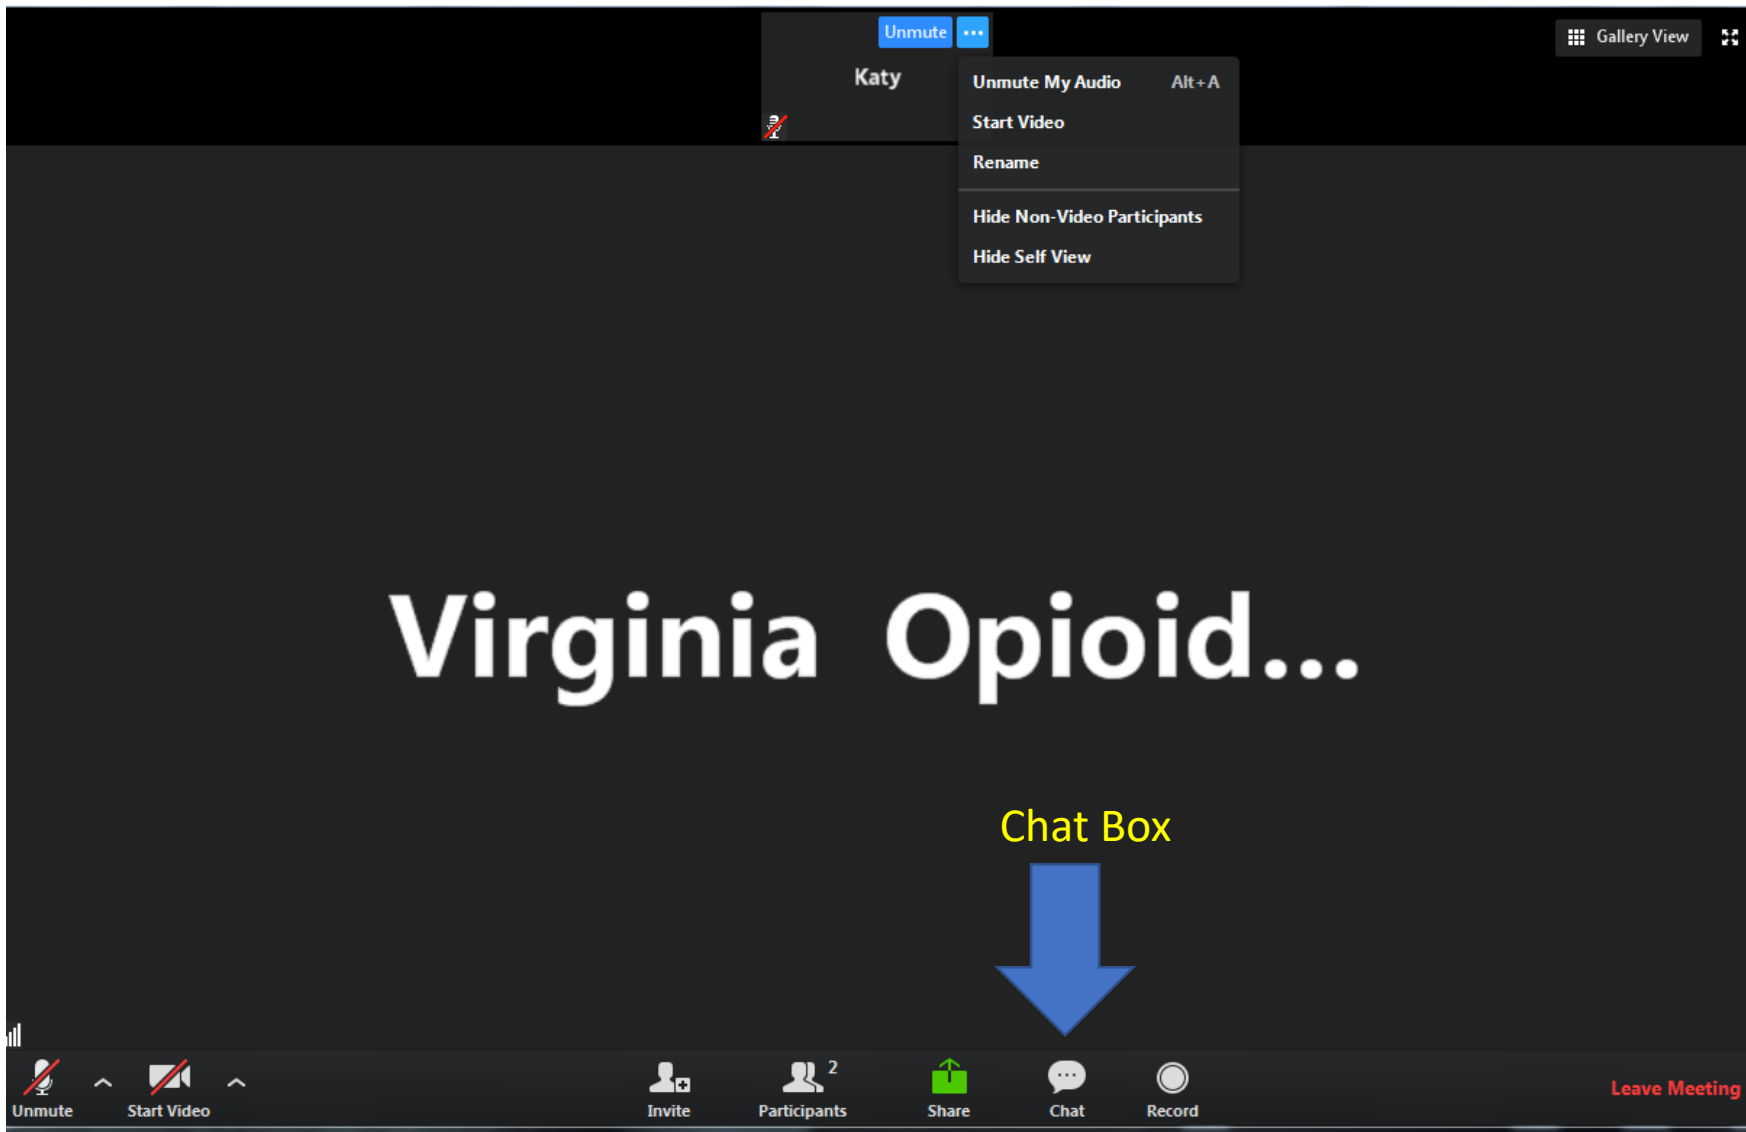 Unmute ...
Gallery View
Katy
Unmute My Audio Alt+A
Start Video
Rename
Hide Non-Video Participants
Hide Self View
Virginia Opioid...
Chat Box
2
Unmute
Start Video
Invite
Participants
Share
Chat
Record
Leave Meeting